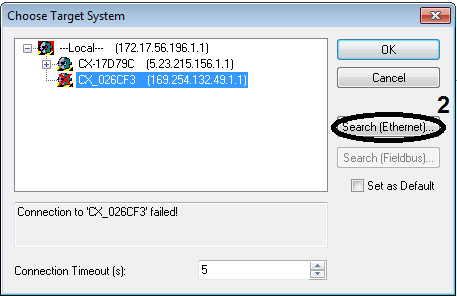 Choose Target System
---Local--- (172.17.56.196.1.1)
CX-17D79C (5.23.215.156.1.1)
CX_026CF3 (169.254.132.49.1.1)
OK
Cancel
2
Search (Ethernet)...
Search (Fieldbus)...
Set as Default
Connection to 'CX_026CF3' failed!
Connection Timeout (s):
5